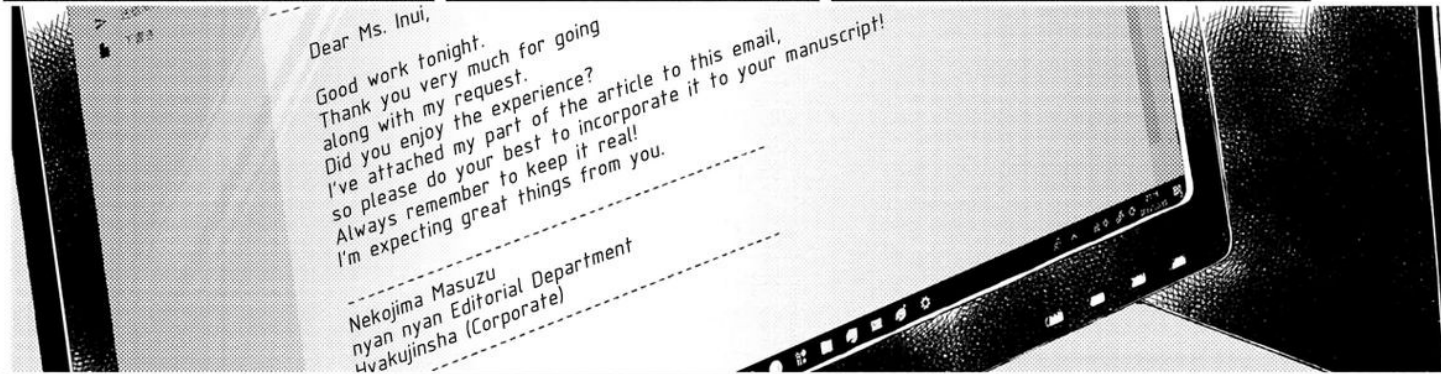 Dear Ms. Inui,
Good work tonight.
Thank you very much for going
along with my request.
Did you enjoy the experience?
I've attached my part of the article to this email,
so please do your best to incorporate it to your manuscript!
Always remember to keep it real!
I'm expecting great things from you.
Nekojima Masuzu
nyan nyan Editorial Department
Hyakujinsha (Corporate)